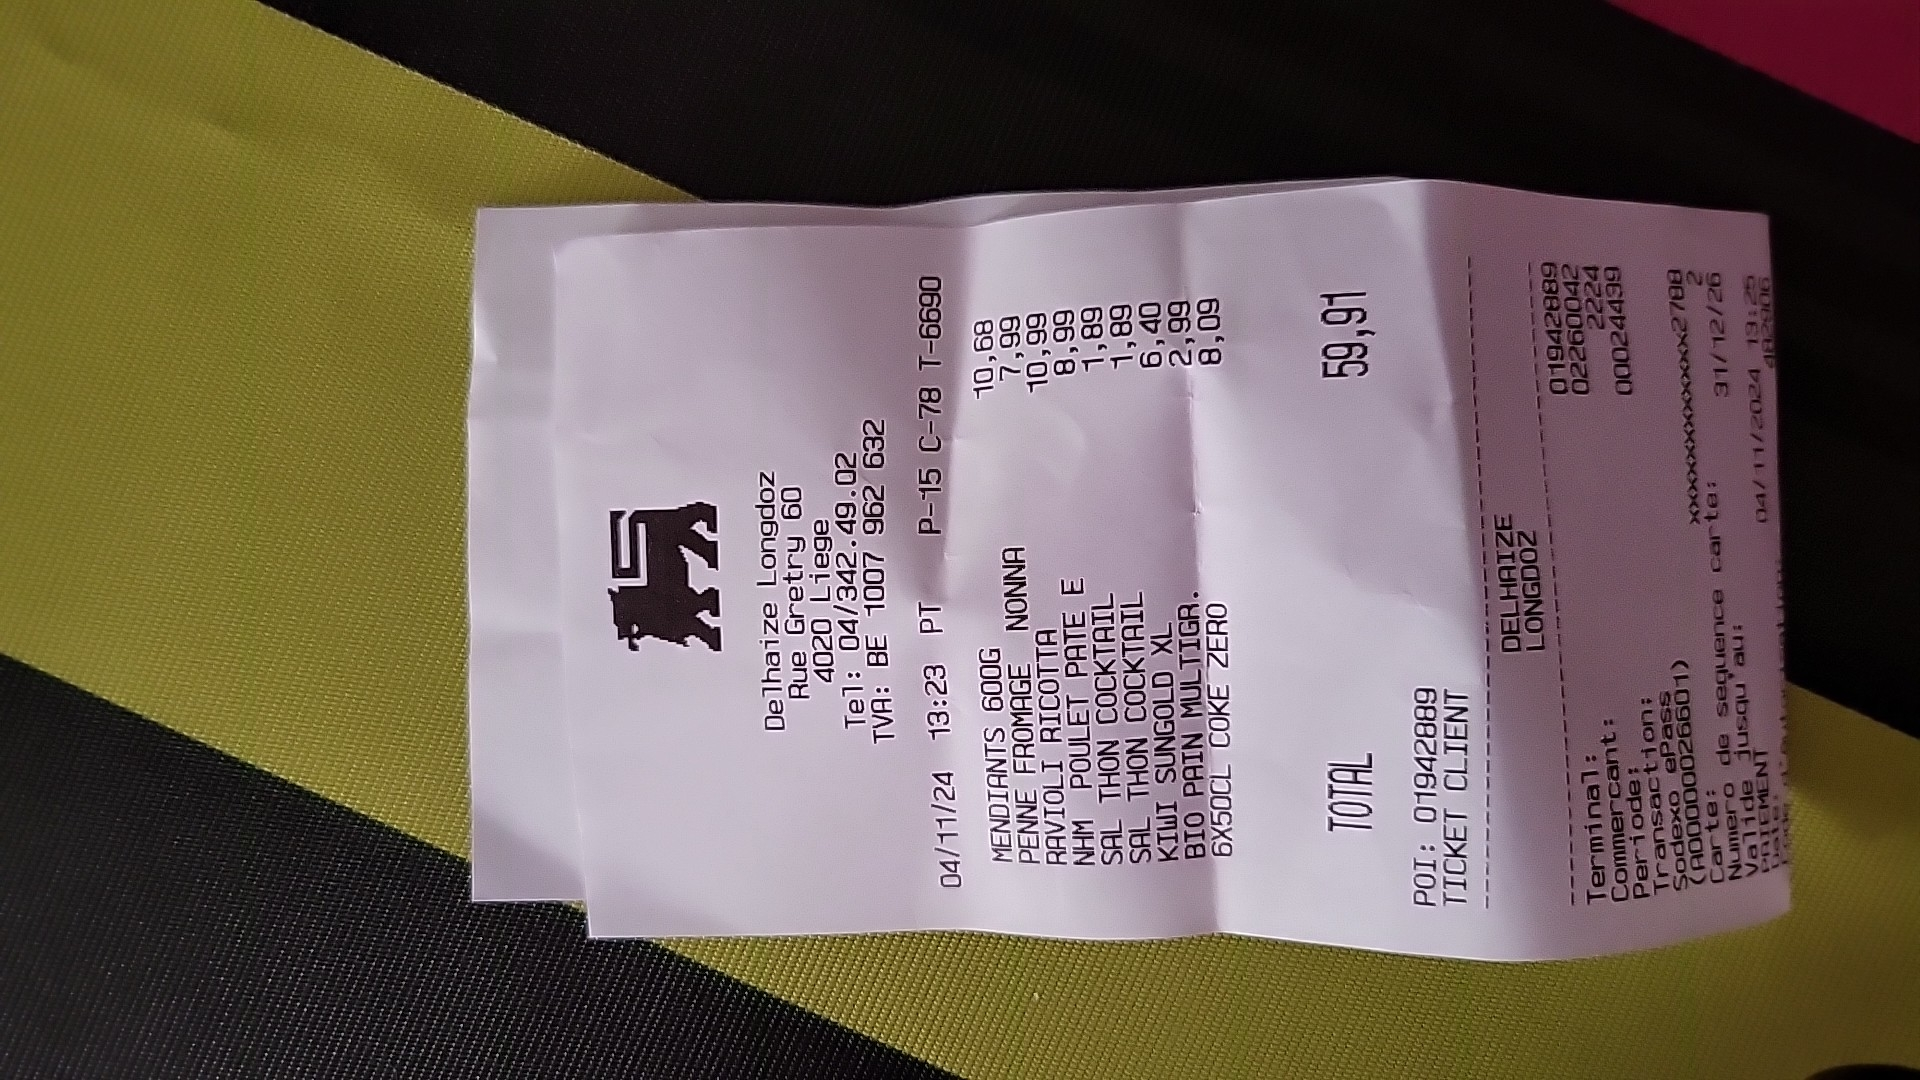 Delhaize Longdoz
Rue Gretry 60
4020 Liege
Tel: 04/342.49.02
TVA: BE 1007 962 632
04/11/24 13:23 PT P-15 C-78 T-6690
MENDIANTS 600G 10,68
PENNE FROMAGE NONNA 7,99
RAVIOLI RICOTTA 10,99
NHM POULET PATE E 8,99
SAL THON COCKTAIL 1,89
SAL THON COCKTAIL 1,89
KIWI SUNGOLD XL 6,40
BIO PAIN MULTIGR. 2,99
6X50CL COKE ZERO 8,09
TOTAL 59,91
POI: 01942889
TICKET CLIENT
DELHAIZE
LONGDOZ
Terminal: 01942889
Commercant: 02260042
Periode: 2224
Transaction: 00024439
Sodexo ePass
(A00000026601)
Carte: xxxxxxxxxxxxxxx2788
Numero de sequence carte: 2
Valide jusqu'au: 31/12/26
PAIEMENT
Date: 04/11/2024 13:25